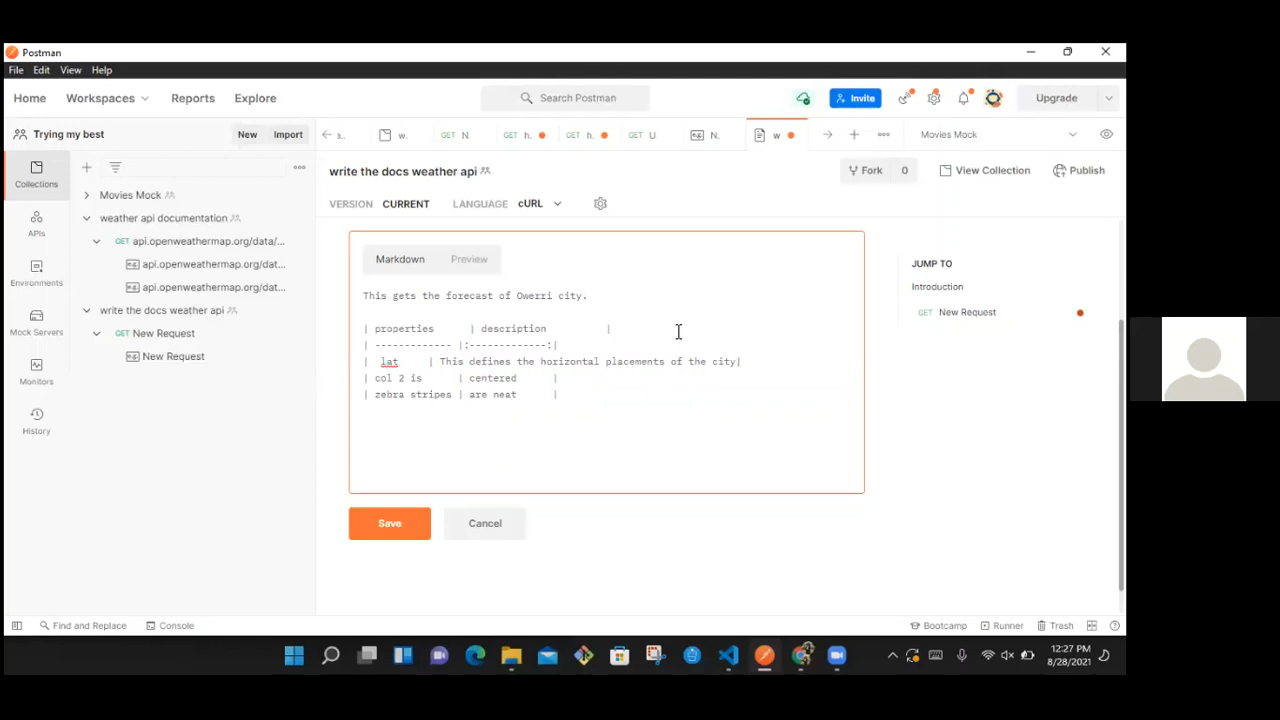 Postman
File Edit View Help
Home Workspaces Reports Explore Search Postman Invite Upgrade
Trying my best New Import s.. w. GET N. GET h. GET h. GET U N. w Movies Mock
Collections
APIs
Environments
Mock Servers
Monitors
History
Movies Mock
weather api documentation
GET api.openweathermap.org/data/...
api.openweathermap.org/dat...
api.openweathermap.org/dat...
write the docs weather api
GET New Request
New Request
write the docs weather api Fork 0 View Collection Publish
VERSION CURRENT LANGUAGE cURL
Markdown Preview
This gets the forecast of Owerri city.
| properties | description |
| ------------- |:-------------:|
| lat | This defines the horizontal placements of the city|
| col 2 is | centered |
| zebra stripes | are neat |
Save Cancel
JUMP TO
Introduction
GET New Request
Find and Replace Console Bootcamp Runner Trash
12:27 PM
8/28/2021